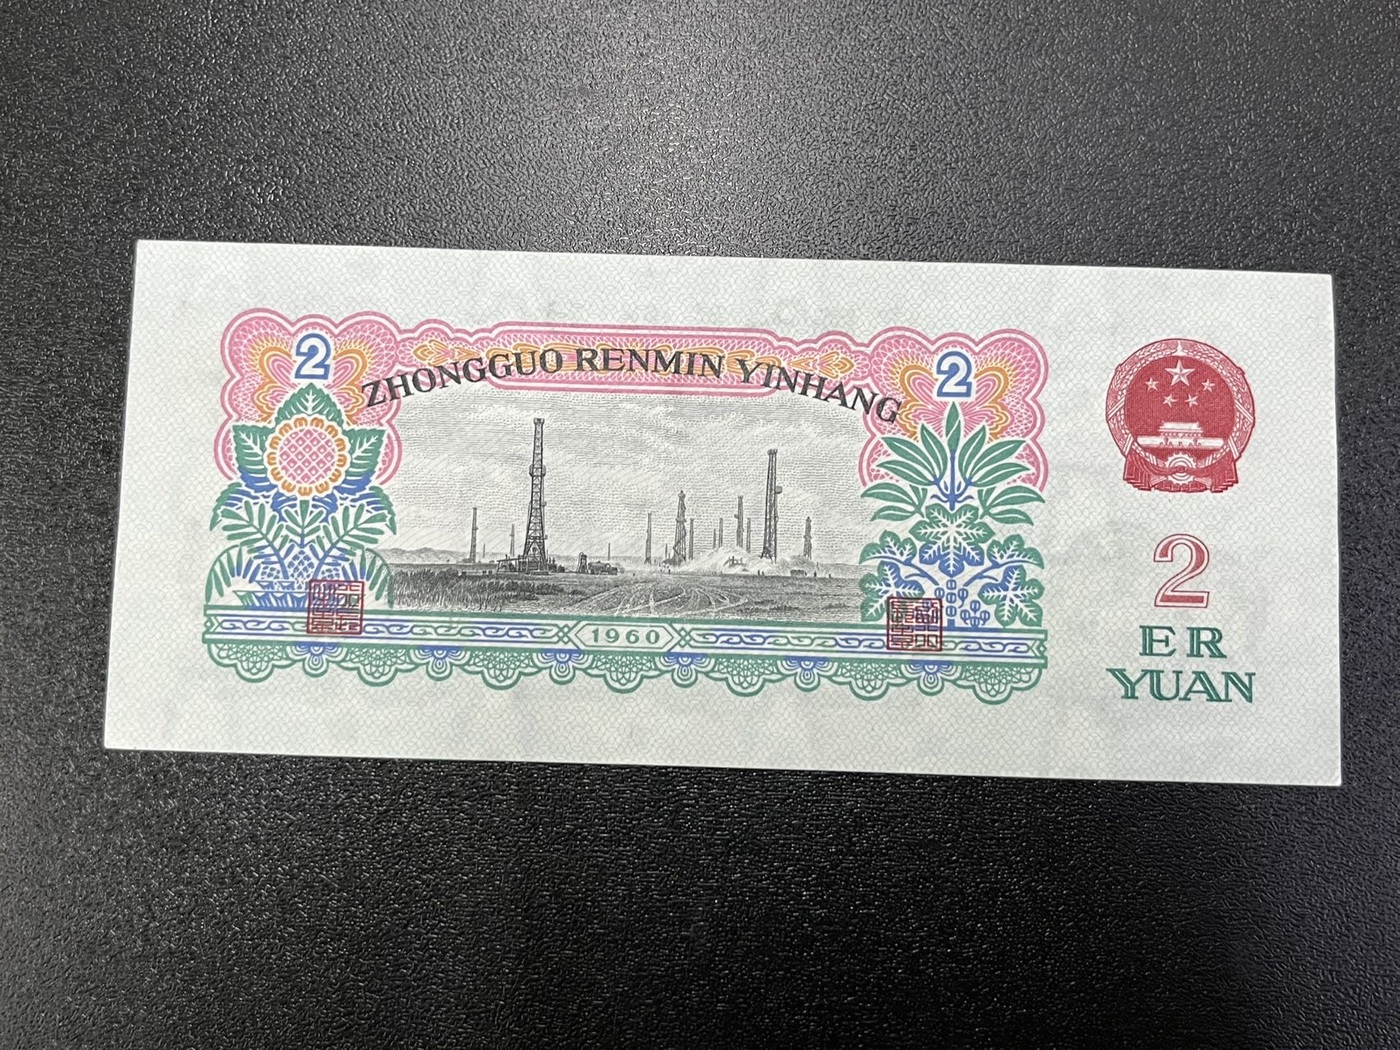 2
ZHONGGUO RENMIN YINHANG
2
1960
2
ER
YUAN